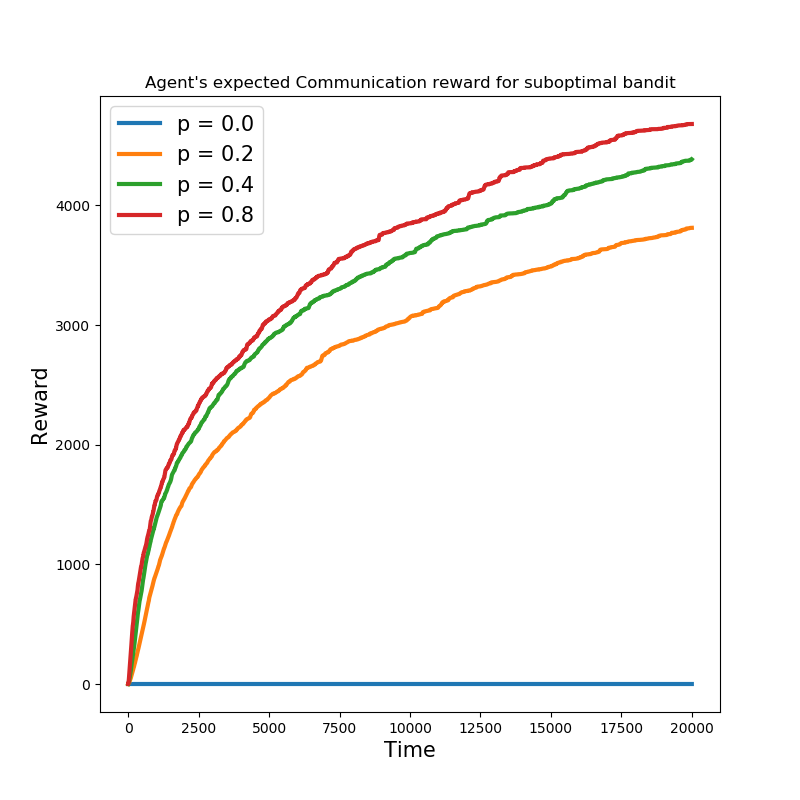 Agent's expected Communication reward for suboptimal bandit
p = 0.0
p = 0.2
p = 0.4
p = 0.8
Reward
4000
3000
2000
1000
0
0 2500 5000 7500 10000 12500 15000 17500 20000
Time